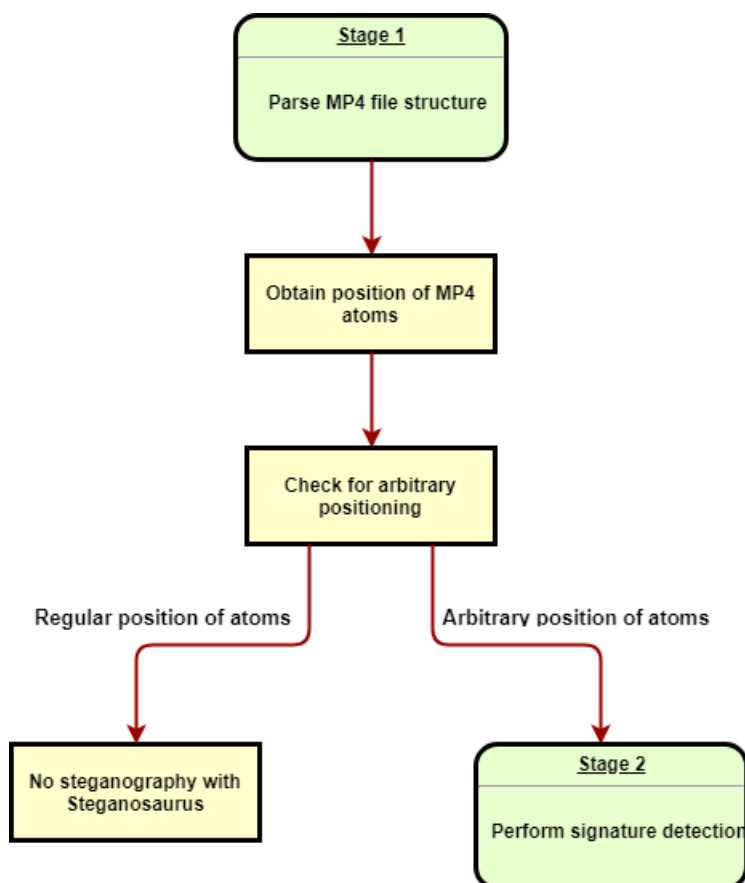 Stage 1
Parse MP4 file structure
Obtain position of MP4
atoms
Check for arbitrary
positioning
Regular position of atoms
Arbitrary position of atoms
No steganography with
Steganosaurus
Stage 2
Perform signature detection